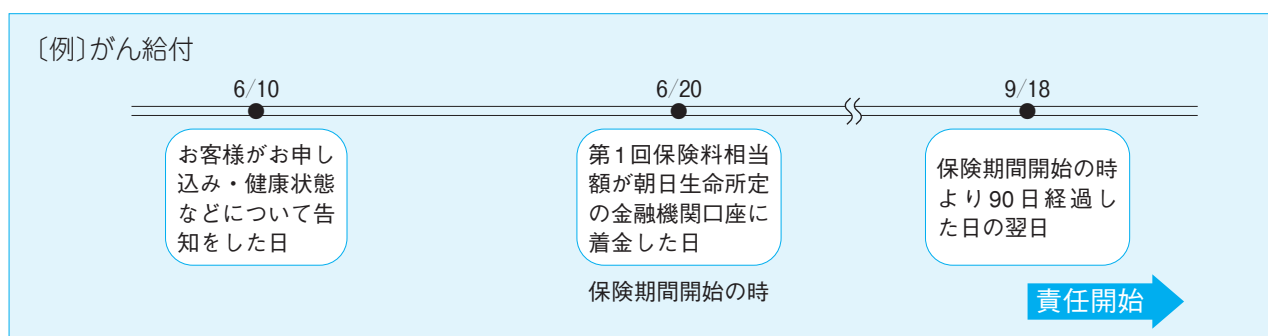 〔例〕がん給付
6/10
6/20
9/18
お客様がお申し
込み・健康状態
などについて告
知をした日
第1回保険料相当
額が朝日生命所定
の金融機関口座に
着金した日
保険期間開始の時
より90日経過し
た日の翌日
保険期間開始の時
責任開始